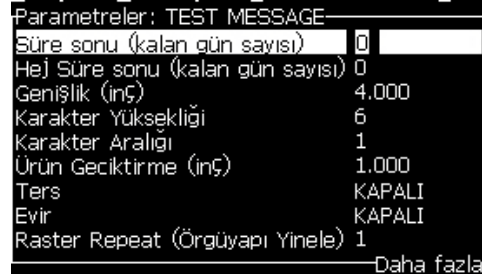 Parametreler: TEST MESSAGE
Süre sonu (kalan gün sayısı) 0
Hej Süre sonu (kalan gün sayısı) 0
Genişlik (inç) 4.000
Karakter Yüksekliği 6
Karakter Aralığı 1
Ürün Geciktirme (inç) 1.000
Ters KAPALI
Evir KAPALI
Raster Repeat (Örgüyapı Yinele) 1
Daha fazla